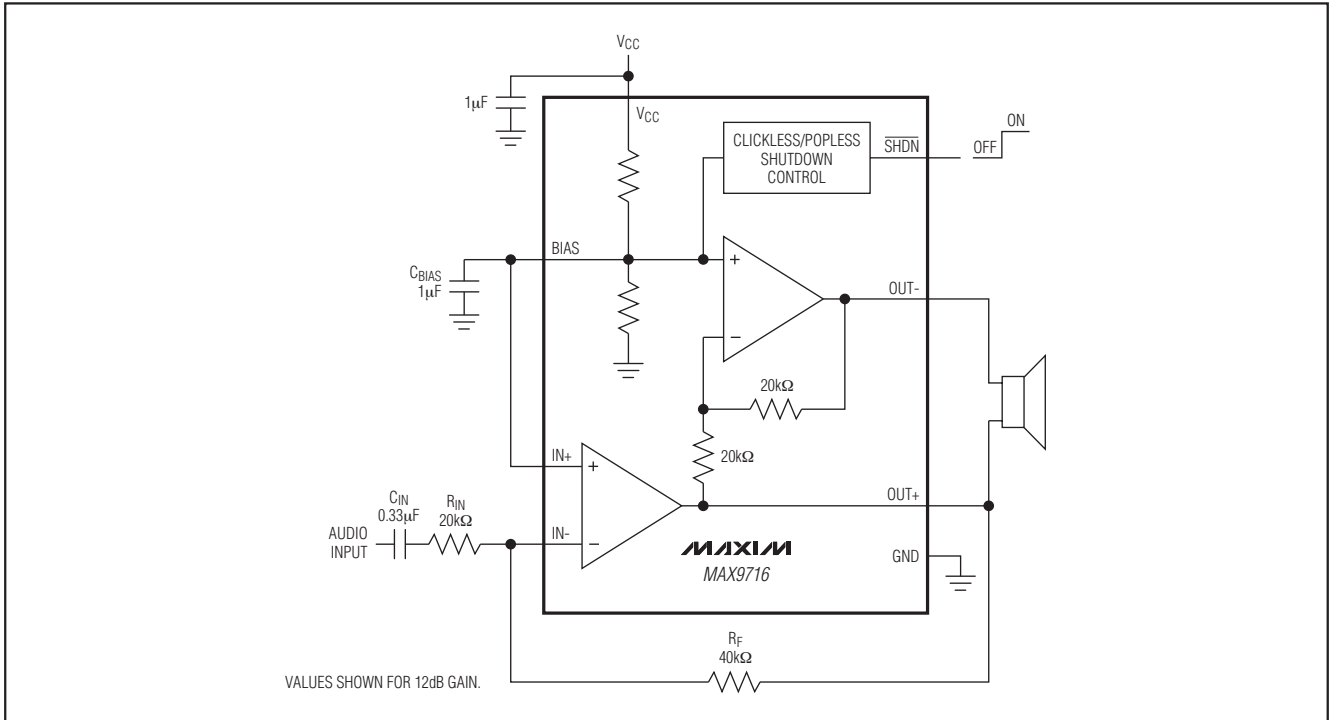 VCC
1µF
VCC
CLICKLESS/POPLESS
SHUTDOWN
CONTROL
SHDN
ON
OFF
BIAS
CBIAS
1µF
+
−
OUT-
20kΩ
20kΩ
IN+
+
CIN
0.33µF
RIN
20kΩ
AUDIO
INPUT
IN-
−
OUT+
MAXIM
MAX9716
GND
RF
40kΩ
VALUES SHOWN FOR 12dB GAIN.